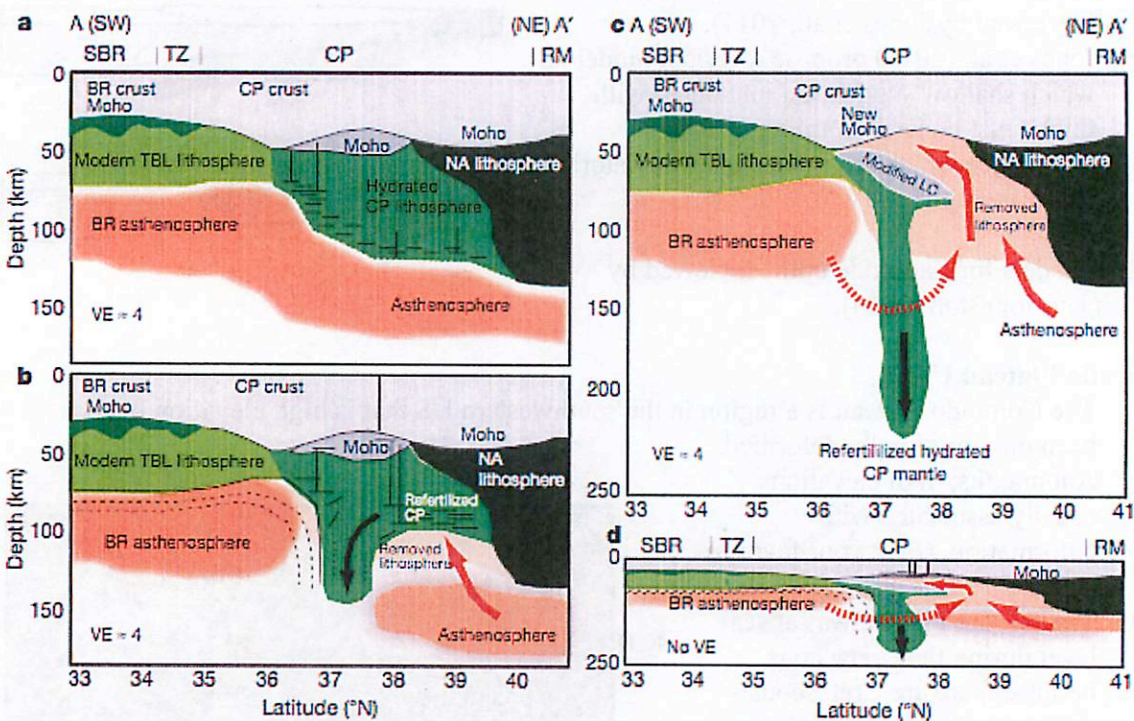 a A (SW) (NE) A′
SBR TZ CP RM
0
50
100
150
Depth (km)
BR crust CP crust
Moho
Moho
Moho
Modern TBL lithosphere
NA lithosphere
Hydrated
CP lithosphere
BR asthenosphere
Asthenosphere
VE = 4
b
0
50
100
150
Depth (km)
BR crust CP crust
Moho
Moho
Moho
Modern TBL lithosphere
NA
lithosphere
Refertilized
CP
BR asthenosphere
Removed
lithosphere
Asthenosphere
VE = 4
33 34 35 36 37 38 39 40
Latitude (°N)
c A (SW) (NE) A′
SBR TZ CP RM
0
50
100
150
200
250
BR crust CP crust
Moho
New
Moho
Moho
Modern TBL lithosphere
NA lithosphere
Modified LC
Removed
lithosphere
BR asthenosphere
Asthenosphere
Refertilized hydrated
CP mantle
VE = 4
33 34 35 36 37 38 39 40 41
d
SBR TZ CP RM
0
250
Moho
BR asthenosphere
No VE
33 34 35 36 37 38 39 40 41
Latitude (°N)